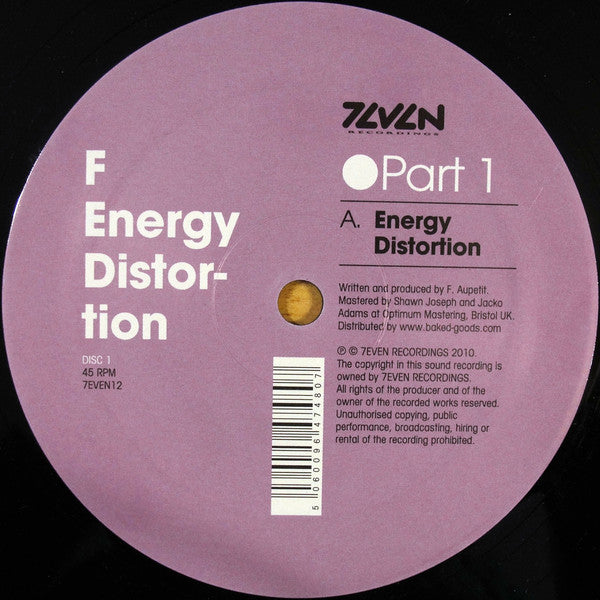 F
Energy
Distor-
tion
DISC 1
45 RPM
7EVEN12
7EVEN
RECORDINGS
Part 1
A. Energy
Distortion
Written and produced by F. Aupetit.
Mastered by Shawn Joseph and Jacko
Adams at Optimum Mastering, Bristol UK.
Distributed by www.baked-goods.com
℗ © 7EVEN RECORDINGS 2010.
The copyright in this sound recording is
owned by 7EVEN RECORDINGS.
All rights of the producer and of the
owner of the recorded works reserved.
Unauthorised copying, public
performance, broadcasting, hiring or
rental of the recording prohibited.
5 060096 474807